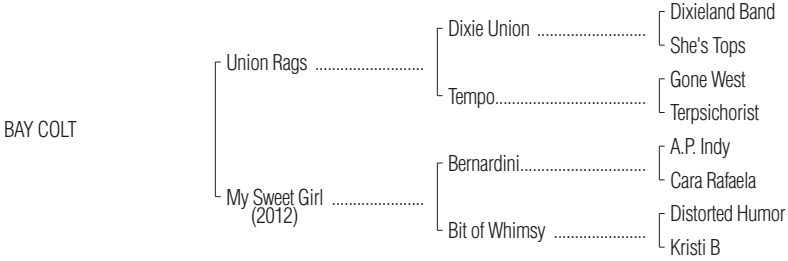 Dixieland Band
Dixie Union ..........................
She's Tops
Union Rags ..........................
Gone West
Tempo....................................
Terpsichorist
BAY COLT
A.P. Indy
Bernardini..............................
Cara Rafaela
My Sweet Girl ......................
(2012)
Distorted Humor
Bit of Whimsy ......................
Kristi B